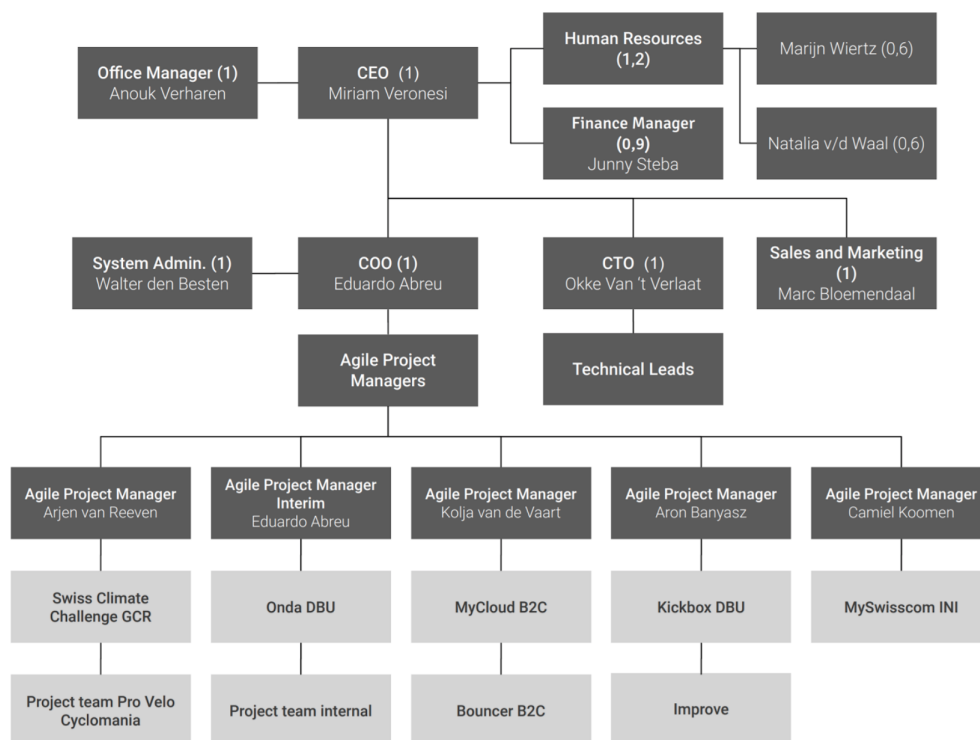 Human Resources
(1,2)
Marijn Wiertz (0,6)
Office Manager (1)
Anouk Verharen
CEO (1)
Miriam Veronesi
Finance Manager
(0,9)
Junny Steba
Natalia v/d Waal (0,6)
System Admin. (1)
Walter den Besten
COO (1)
Eduardo Abreu
CTO (1)
Okke Van ‘t Verlaat
Sales and Marketing
(1)
Marc Bloemendaal
Agile Project
Managers
Technical Leads
Agile Project Manager
Arjen van Reeven
Agile Project Manager
Interim
Eduardo Abreu
Agile Project Manager
Kolja van de Vaart
Agile Project Manager
Aron Banyasz
Agile Project Manager
Camiel Koomen
Swiss Climate
Challenge GCR
Onda DBU
MyCloud B2C
Kickbox DBU
MySwisscom INI
Project team Pro Velo
Cyclomania
Project team internal
Bouncer B2C
Improve